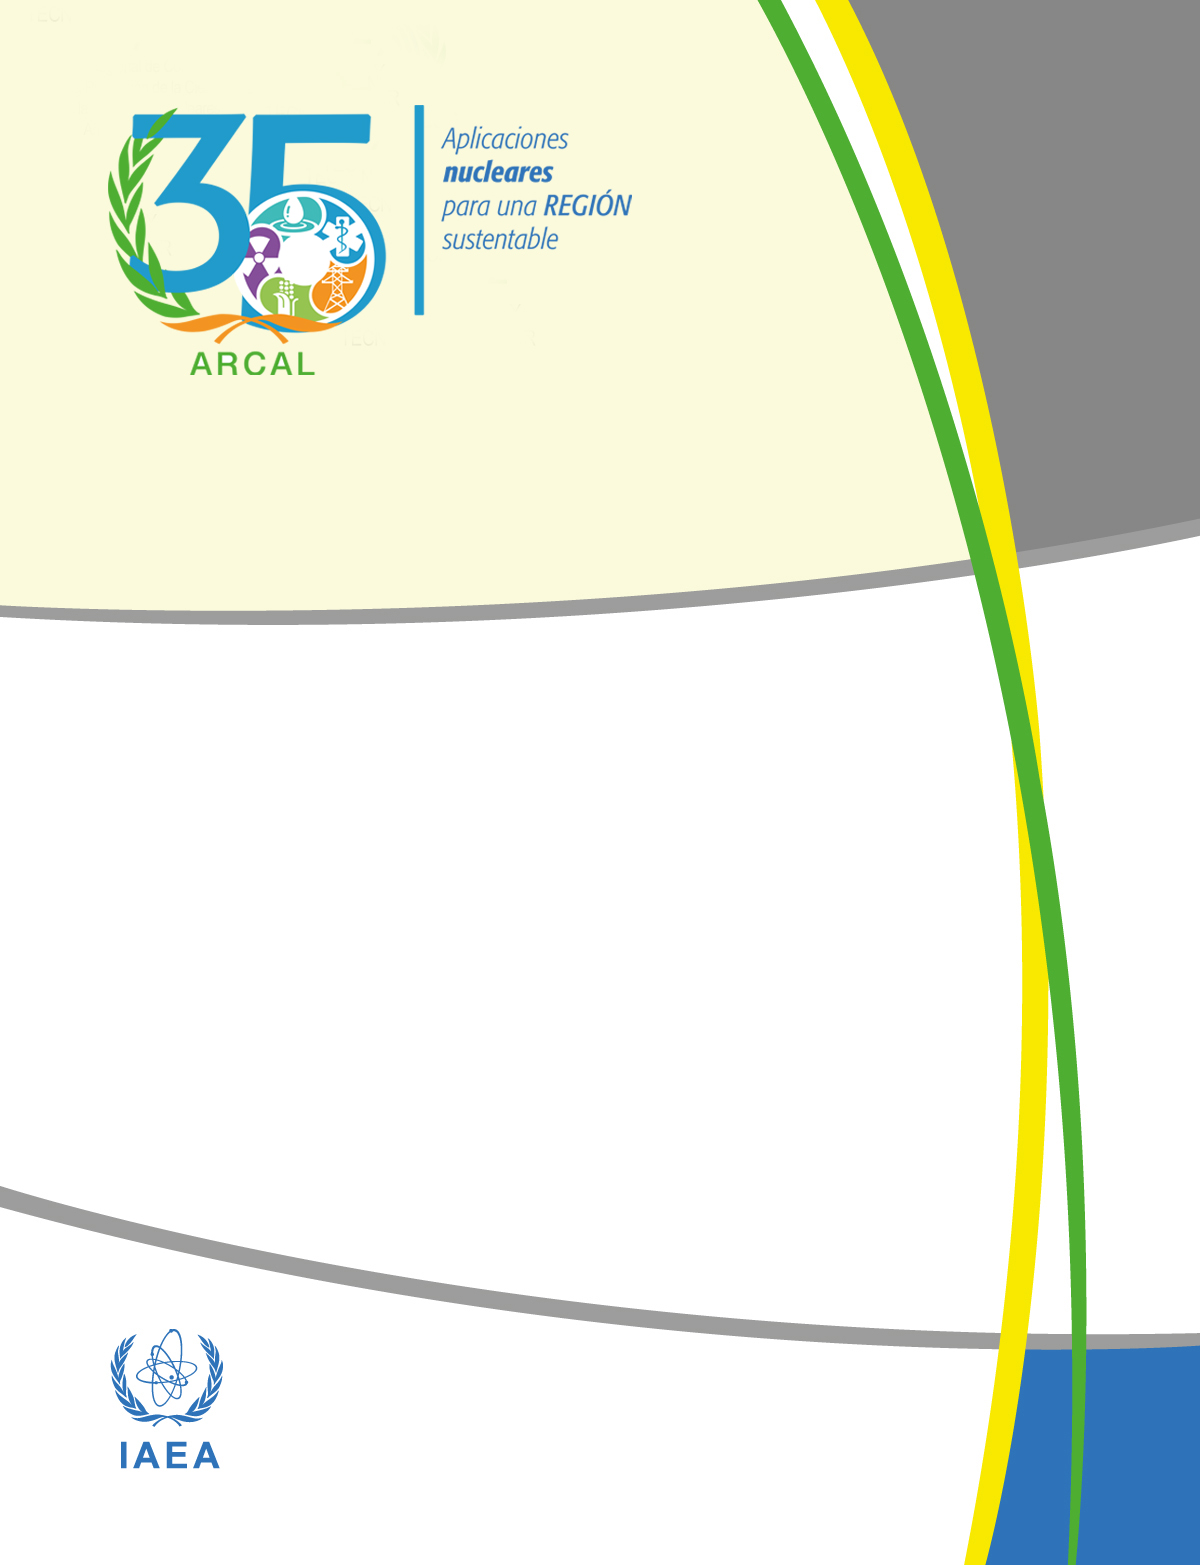 35
Aplicaciones
nucleares
para una REGIÓN
sustentable
ARCAL
IAEA